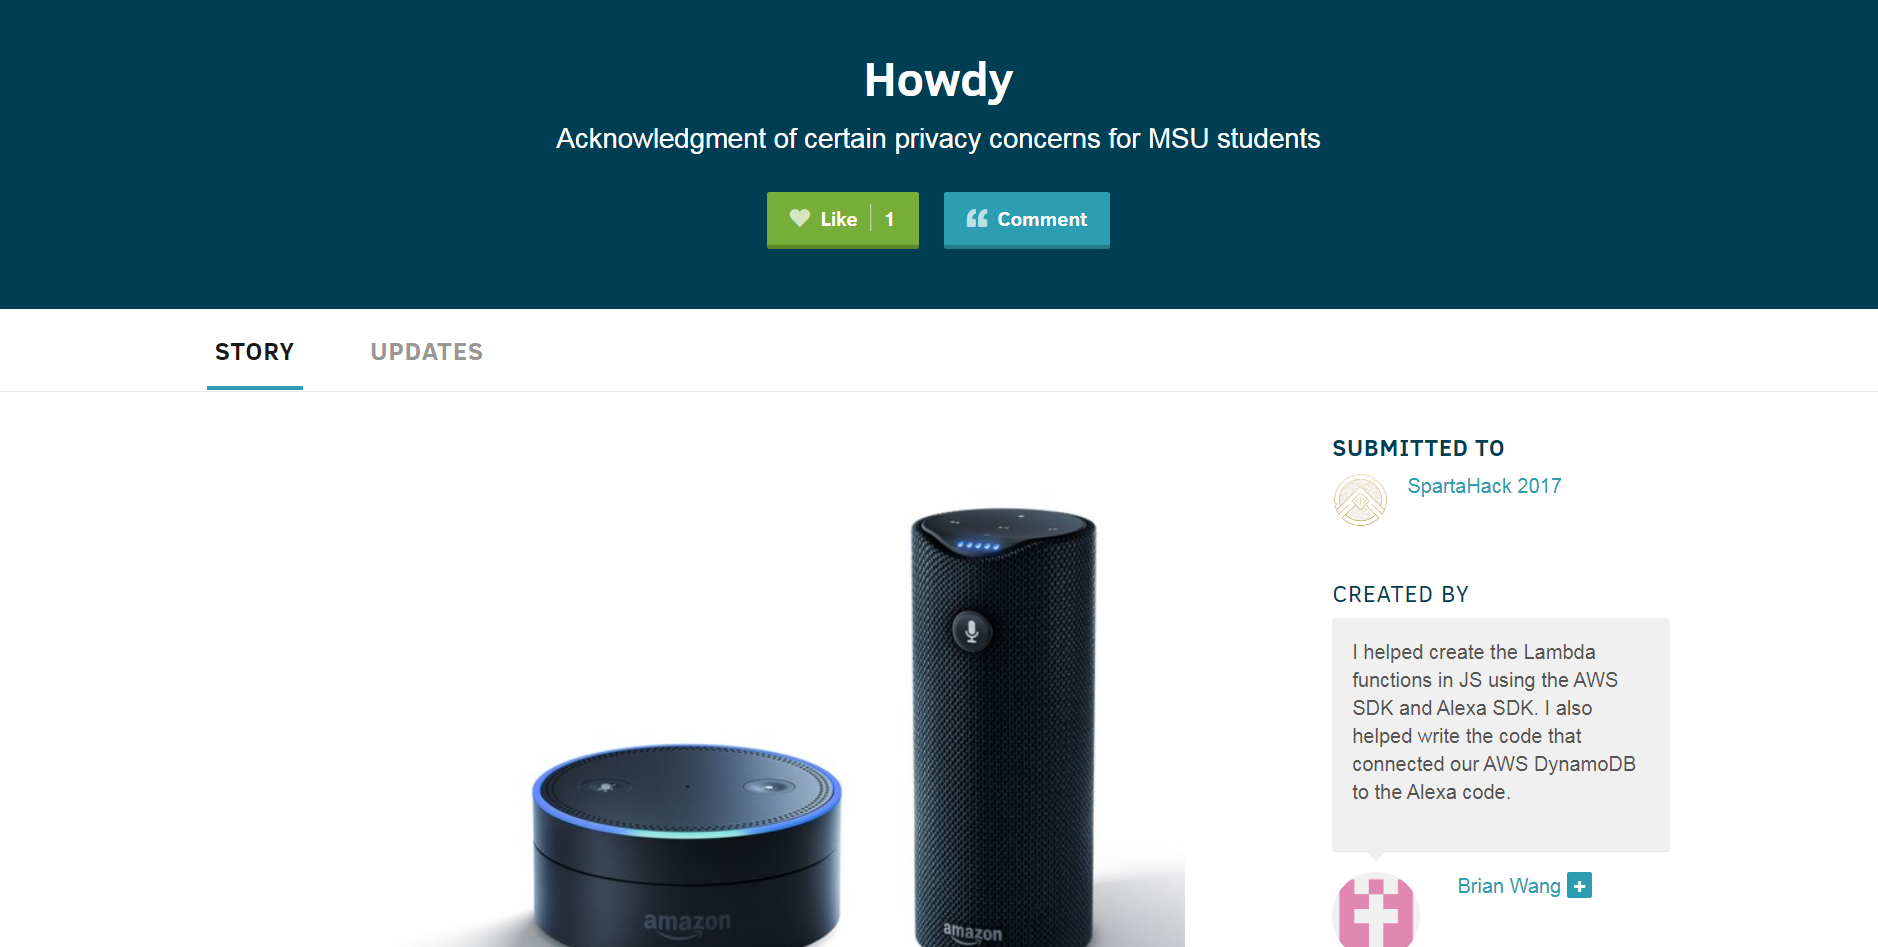 Howdy
Acknowledgment of certain privacy concerns for MSU students
Like 1
Comment
STORY
UPDATES
SUBMITTED TO
SpartaHack 2017
CREATED BY
I helped create the Lambda
functions in JS using the AWS
SDK and Alexa SDK. I also
helped write the code that
connected our AWS DynamoDB
to the Alexa code.
Brian Wang
amazon
amazon